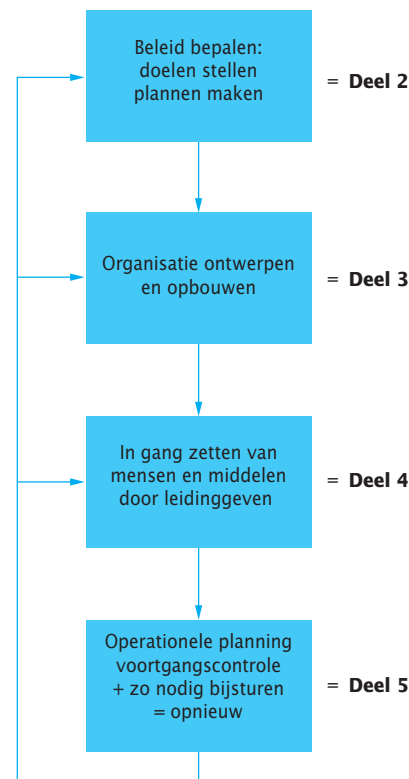 Beleid bepalen:
doelen stellen
plannen maken
= Deel 2
Organisatie ontwerpen
en opbouwen
= Deel 3
In gang zetten van
mensen en middelen
door leidinggeven
= Deel 4
Operationele planning
voortgangscontrole
+ zo nodig bijsturen
= opnieuw
= Deel 5